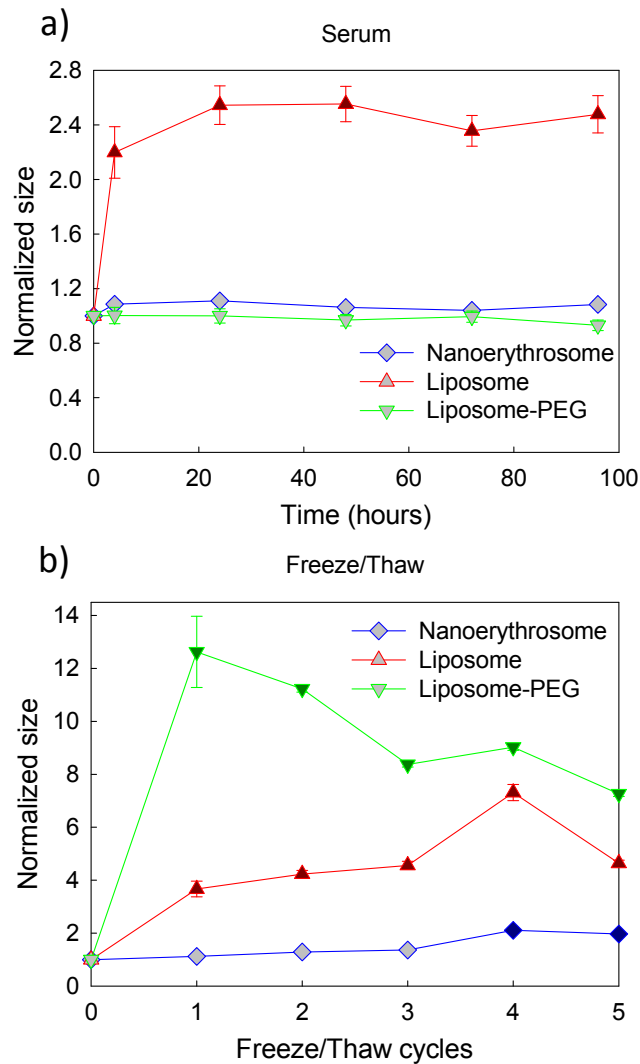 a)
Serum
Normalized size
2.8
2.4
2.0
1.6
1.2
0.8
0.4
0.0
Nanoerythrosome
Liposome
Liposome-PEG
0 20 40 60 80 100
Time (hours)
b)
Freeze/Thaw
Normalized size
14
12
10
8
6
4
2
0
Nanoerythrosome
Liposome
Liposome-PEG
0 1 2 3 4 5
Freeze/Thaw cycles